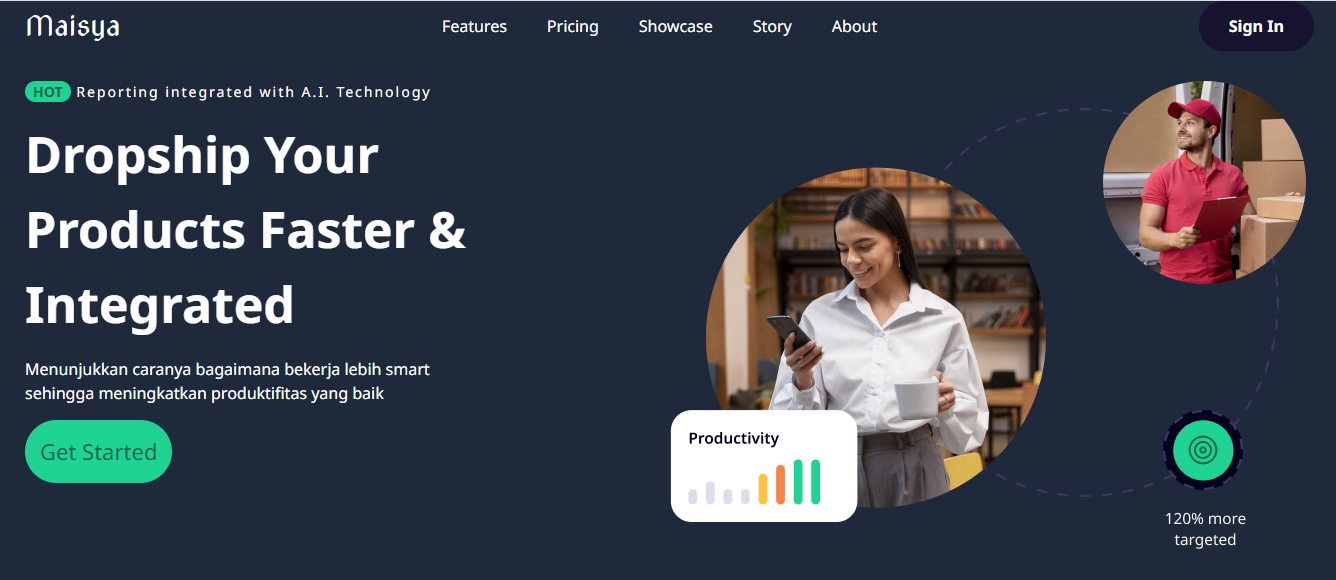 Maisya
Features
Pricing
Showcase
Story
About
Sign In
HOT Reporting integrated with A.I. Technology
Dropship Your
Products Faster &
Integrated
Menunjukkan caranya bagaimana bekerja lebih smart
sehingga meningkatkan produktifitas yang baik
Get Started
Productivity
120% more
targeted